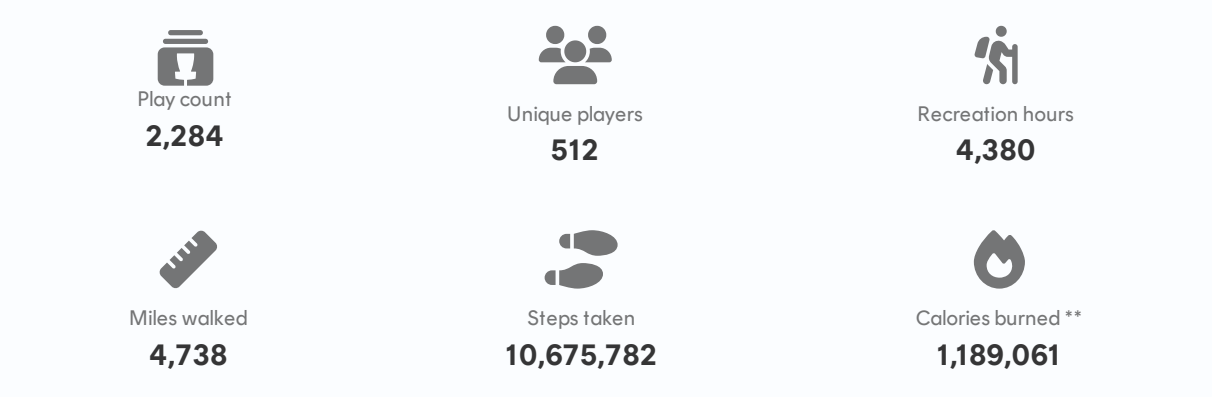 Play count
2,284
Unique players
512
Recreation hours
4,380
Miles walked
4,738
Steps taken
10,675,782
Calories burned **
1,189,061